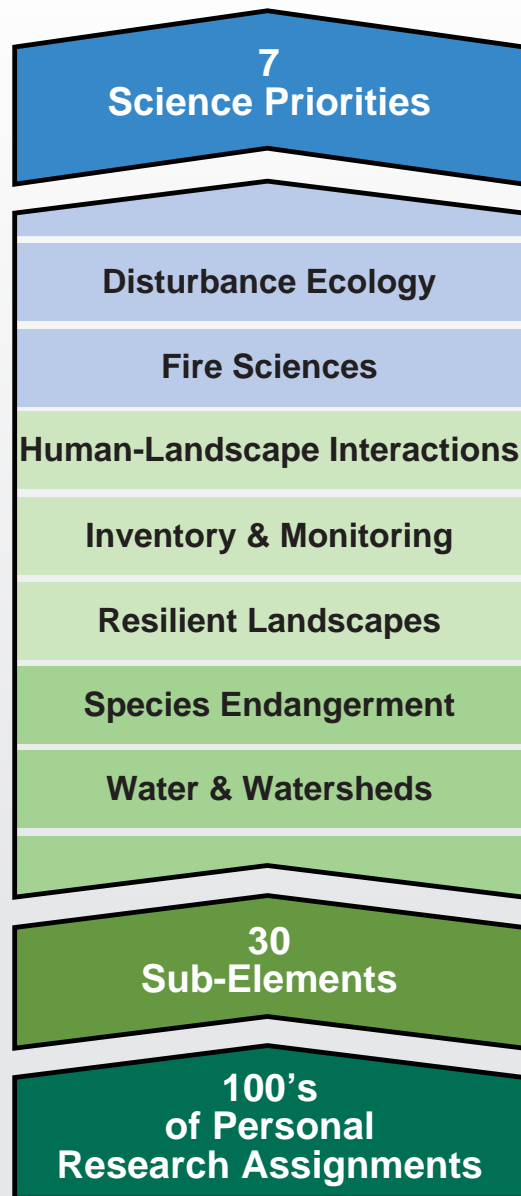 7
Science Priorities
Disturbance Ecology
Fire Sciences
Human-Landscape Interactions
Inventory & Monitoring
Resilient Landscapes
Species Endangerment
Water & Watersheds
30
Sub-Elements
100’s
of Personal
Research Assignments